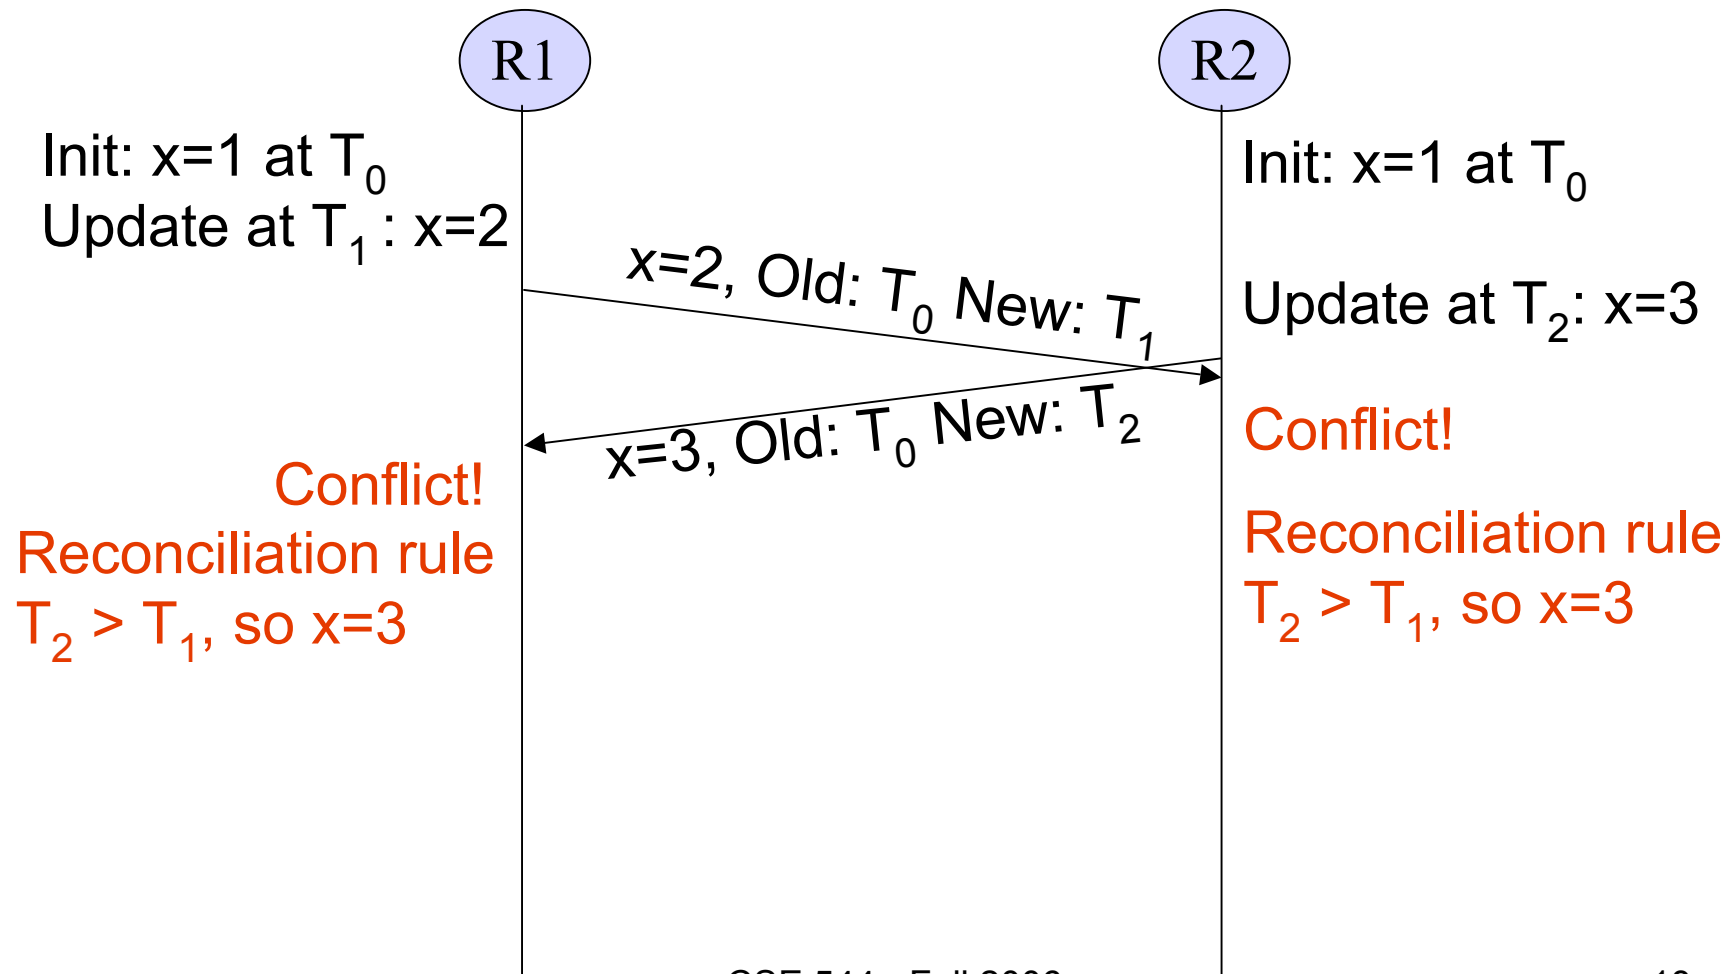 R1
R2
Init: x=1 at T0
Update at T1 : x=2
Init: x=1 at T0
Update at T2: x=3
x=2, Old: T0 New: T1
x=3, Old: T0 New: T2
Conflict!
Reconciliation rule
T2 > T1, so x=3
Conflict!
Reconciliation rule
T2 > T1, so x=3